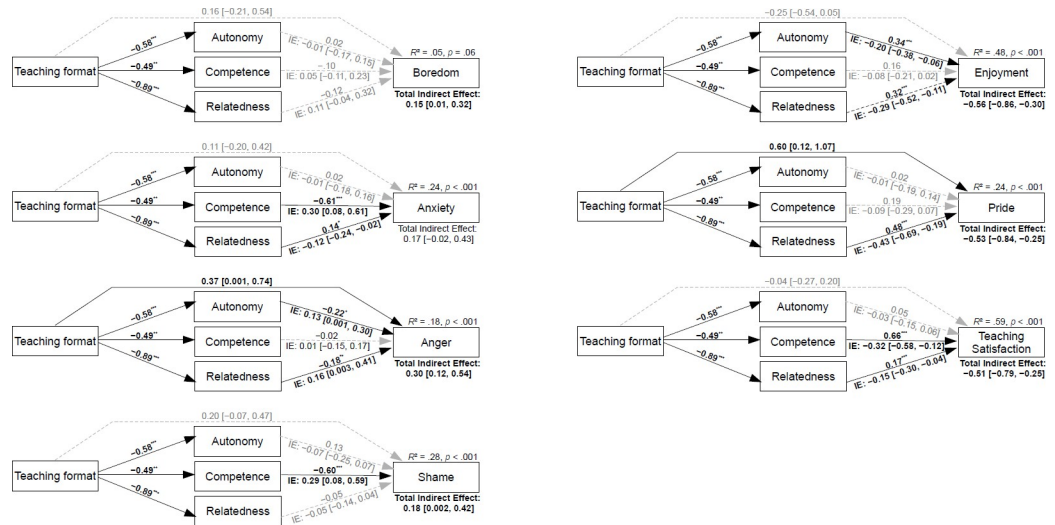 0.16 [−0.21, 0.54]
Teaching format
−0.58***
−0.49**
−0.89***
Autonomy
Competence
Relatedness
0.02
IE: −0.01 [−0.17, 0.15]
−.10
IE: 0.05 [−0.11, 0.23]
−0.12
IE: 0.11 [−0.04, 0.32]
R² = .05, p = .06
Boredom
Total Indirect Effect:
0.15 [0.01, 0.32]
−0.25 [−0.54, 0.05]
Teaching format
−0.58***
−0.49**
−0.89***
Autonomy
Competence
Relatedness
0.34***
IE: −0.20 [−0.38, −0.06]
0.16
IE: −0.08 [−0.21, 0.02]
0.32***
IE: −0.29 [−0.52, −0.11]
R² = .48, p < .001
Enjoyment
Total Indirect Effect:
−0.56 [−0.86, −0.30]
0.11 [−0.20, 0.42]
Teaching format
−0.58***
−0.49**
−0.89***
Autonomy
Competence
Relatedness
0.02
IE: −0.01 [−0.18, 0.16]
−0.61***
IE: 0.30 [0.08, 0.61]
0.14*
IE: −0.12 [−0.24, −0.02]
R² = .24, p < .001
Anxiety
Total Indirect Effect:
0.17 [−0.02, 0.43]
0.60 [0.12, 1.07]
Teaching format
−0.58***
−0.49**
−0.89***
Autonomy
Competence
Relatedness
0.02
IE: −0.01 [−0.19, 0.14]
0.19
IE: −0.09 [−0.29, 0.07]
0.48***
IE: −0.43 [−0.69, −0.19]
R² = .24, p < .001
Pride
Total Indirect Effect:
−0.53 [−0.84, −0.25]
0.37 [0.001, 0.74]
Teaching format
−0.58***
−0.49**
−0.89***
Autonomy
Competence
Relatedness
−0.22*
IE: 0.13 [0.001, 0.30]
−0.02
IE: 0.01 [−0.15, 0.17]
−0.18**
IE: 0.16 [0.003, 0.41]
R² = .18, p < .001
Anger
Total Indirect Effect:
0.30 [0.12, 0.54]
−0.04 [−0.27, 0.20]
Teaching format
−0.58***
−0.49**
−0.89***
Autonomy
Competence
Relatedness
0.05
IE: −0.03 [−0.15, 0.06]
0.66***
IE: −0.32 [−0.58, −0.12]
0.17***
IE: −0.15 [−0.30, −0.04]
R² = .59, p < .001
Teaching
Satisfaction
Total Indirect Effect:
−0.51 [−0.79, −0.25]
0.20 [−0.07, 0.47]
Teaching format
−0.58***
−0.49**
−0.89***
Autonomy
Competence
Relatedness
0.13
IE: −0.07 [−0.25, 0.07]
−0.60***
IE: 0.29 [0.08, 0.59]
−0.05
IE: −0.05 [−0.14, 0.04]
R² = .28, p < .001
Shame
Total Indirect Effect:
0.18 [0.002, 0.42]